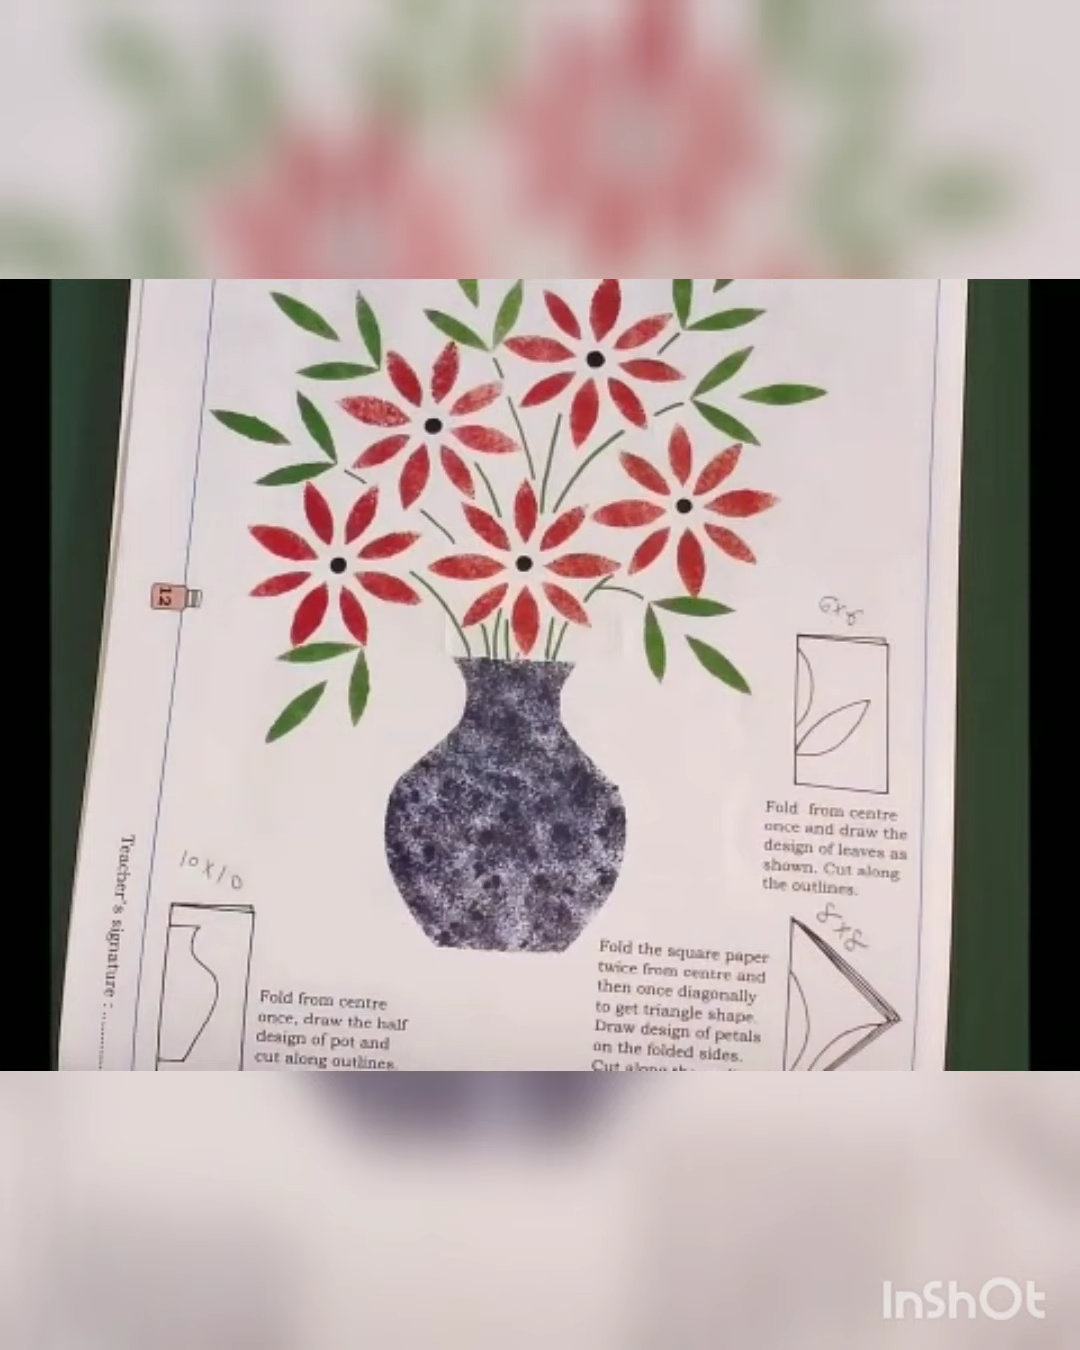 6x6
Fold from centre
once and draw the
design of leaves as
shown. Cut along
the outlines.
12
Teacher's signature : ................
10x10
Fold from centre
once, draw the half
design of pot and
cut along outlines.
8x8
Fold the square paper
twice from centre and
then once diagonally
to get triangle shape.
Draw design of petals
on the folded sides.
Cut along
InShOt